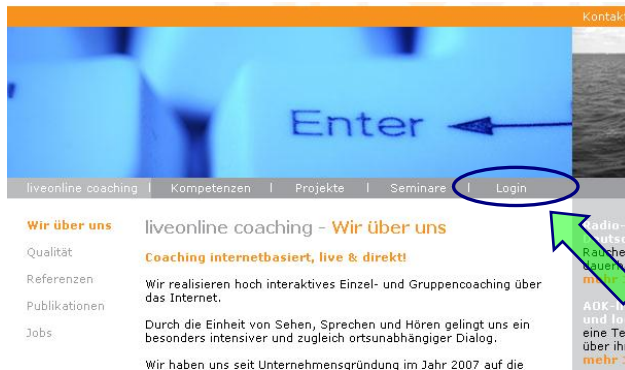 Kontakt
Enter
liveonline coaching | Kompetenzen | Projekte | Seminare | Login
Wir über uns
Qualität
Referenzen
Publikationen
Jobs
liveonline coaching - Wir über uns
Coaching internetbasiert, live & direkt!
Wir realisieren hoch interaktives Einzel- und Gruppencoaching über
das Internet.
Durch die Einheit von Sehen, Sprechen und Hören gelingt uns ein
besonders intensiver und zugleich ortsunabhängiger Dialog.
Wir haben uns seit Unternehmensgründung im Jahr 2007 auf die
Radio-
Deutsc
Rauche
dauerh
mehr
AOK-
und lo
eine Te
über ih
mehr